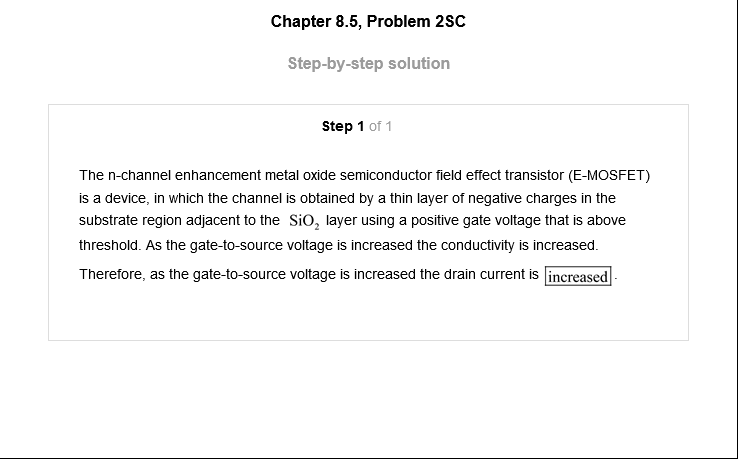 Chapter 8.5, Problem 2SC
Step-by-step solution
Step 1 of 1
The n-channel enhancement metal oxide semiconductor field effect transistor (E-MOSFET)
is a device, in which the channel is obtained by a thin layer of negative charges in the
substrate region adjacent to the SiO₂ layer using a positive gate voltage that is above
threshold. As the gate-to-source voltage is increased the conductivity is increased.
Therefore, as the gate-to-source voltage is increased the drain current is increased.